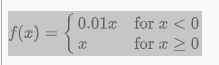 f(x) = { 0.01x for x < 0
x for x ≥ 0